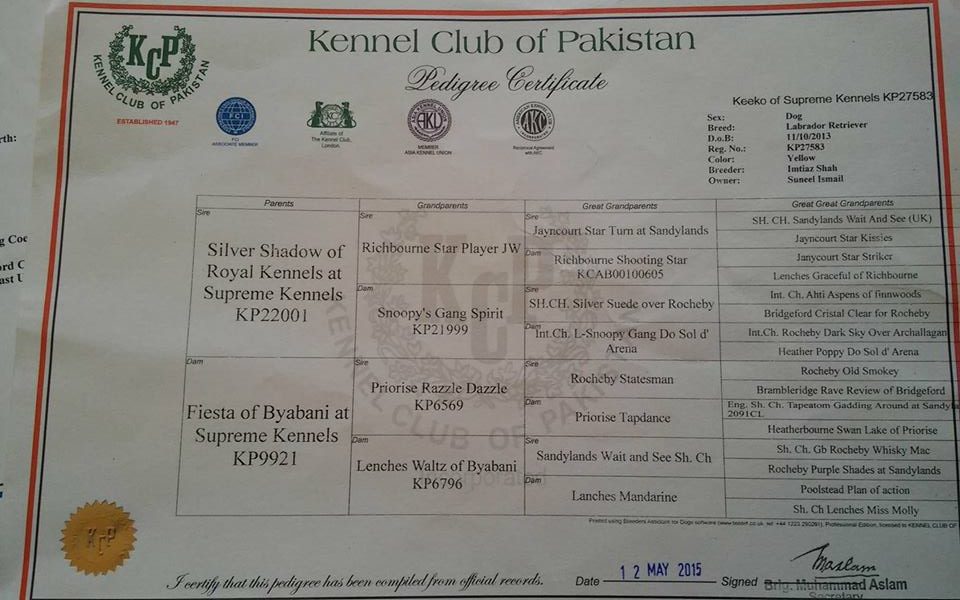 Kennel Club of Pakistan
Pedigree Certificate
KCP
KENNEL CLUB OF PAKISTAN
ESTABLISHED 1947
FCI
ASSOCIATE MEMBER
Affiliate of
The Kennel Club,
London.
AKU
MEMBER
ASIA KENNEL UNION
AKC
Reciprocal Agreement
with AKC
Keeko of Supreme Kennels KP27583
Sex: Dog
Breed: Labrador Retriever
D.o.B: 11/10/2013
Reg. No.: KP27583
Color: Yellow
Breeder: Imtiaz Shah
Owner: Suneel Ismail
rth:
g Coc
ord C
ast U
Parents
Grandparents
Great Grandparents
Great Great Grandparents
Sire
Silver Shadow of
Royal Kennels at
Supreme Kennels
KP22001
Dam
Fiesta of Byabani at
Supreme Kennels
KP9921
Sire
Richbourne Star Player JW
Dam
Snoopy's Gang Spirit
KP21999
Sire
Priorise Razzle Dazzle
KP6569
Dam
Lenches Waltz of Byabani
KP6796
Sire
Jayncourt Star Turn at Sandylands
Dam
Richbourne Shooting Star
KCAB00100605
Sire
SH.CH. Silver Suede over Rocheby
Dam
Int.Ch. L-Snoopy Gang Do Sol d'
Arena
Sire
Rocheby Statesman
Dam
Priorise Tapdance
Sire
Sandylands Wait and See Sh. Ch
Dam
Lanches Mandarine
SH. CH. Sandylands Wait And See (UK)
Jayncourt Star Kissies
Janycourt Star Striker
Lenches Graceful of Richbourne
Int. Ch. Ahti Aspens of finnwoods
Bridgeford Cristal Clear for Rocheby
Int.Ch. Rocheby Dark Sky Over Archallagan
Heather Poppy Do Sol d' Arena
Rocheby Old Smokey
Brambleridge Rave Review of Bridgeford
Eng. Sh. Ch. Tapeatom Gadding Around at Sandyla
2091CL
Heatherbourne Swan Lake of Priorise
Sh. Ch. Gb Rocheby Whisky Mac
Rocheby Purple Shades at Sandylands
Poolstead Plan of action
Sh. Ch Lenches Miss Molly
KCP
KENNEL CLUB OF PAKISTAN
Printed using Breeders Assistant for Dogs software (www.tenset.co.uk, tel: +44 1223 290291), Professional Edition, licensed to KENNEL CLUB OF
KCP
I certify that this pedigree has been compiled from official records.
Date 12 MAY 2015
Signed Maslam
Brig. Muhammad Aslam
Secretary